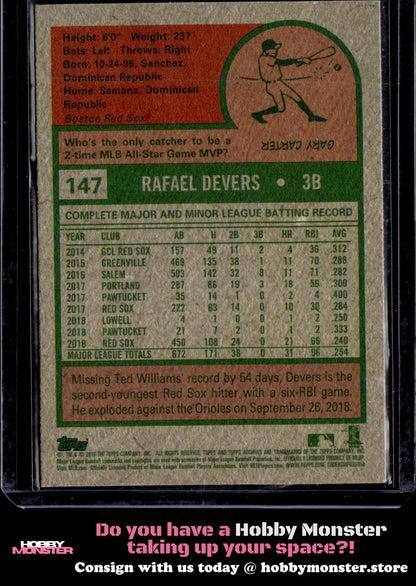 Height: 6'0" Weight: 237
Bats: Left Throws: Right
Born: 10-24-96, Sanchez,
Dominican Republic
Home: Samana, Dominican
Republic
Boston Red Sox®
Who's the only catcher to be a
2-time MLB All-Star Game MVP?
GARY CARTER
147 RAFAEL DEVERS • 3B
COMPLETE MAJOR AND MINOR LEAGUE BATTING RECORD
YEAR CLUB AB H 2B 3B HR RBI AVG
2014 GCL RED SOX 157 49 11 2 4 36 .312
2015 GREENVILLE 469 135 38 1 11 70 .288
2016 SALEM 503 142 32 8 11 71 .282
2017 PORTLAND 287 86 19 3 18 56 .300
2017 PAWTUCKET 35 14 1 0 2 4 .400
2017 RED SOX 222 63 14 0 10 30 .284
2018 LOWELL 4 1 0 0 0 0 .250
2018 PAWTUCKET 21 7 2 0 1 2 .333
2018 RED SOX 450 108 24 0 21 66 .240
MAJOR LEAGUE TOTALS 672 171 38 0 31 96 .254
Missing Ted Williams' record by 54 days, Devers is the
second-youngest Red Sox hitter with a six-RBI game.
He exploded against the Orioles on September 26, 2018.
Topps
HOBBY
MONSTER
Do you have a Hobby Monster
taking up your space?!
Consign with us today @ hobbymonster.store